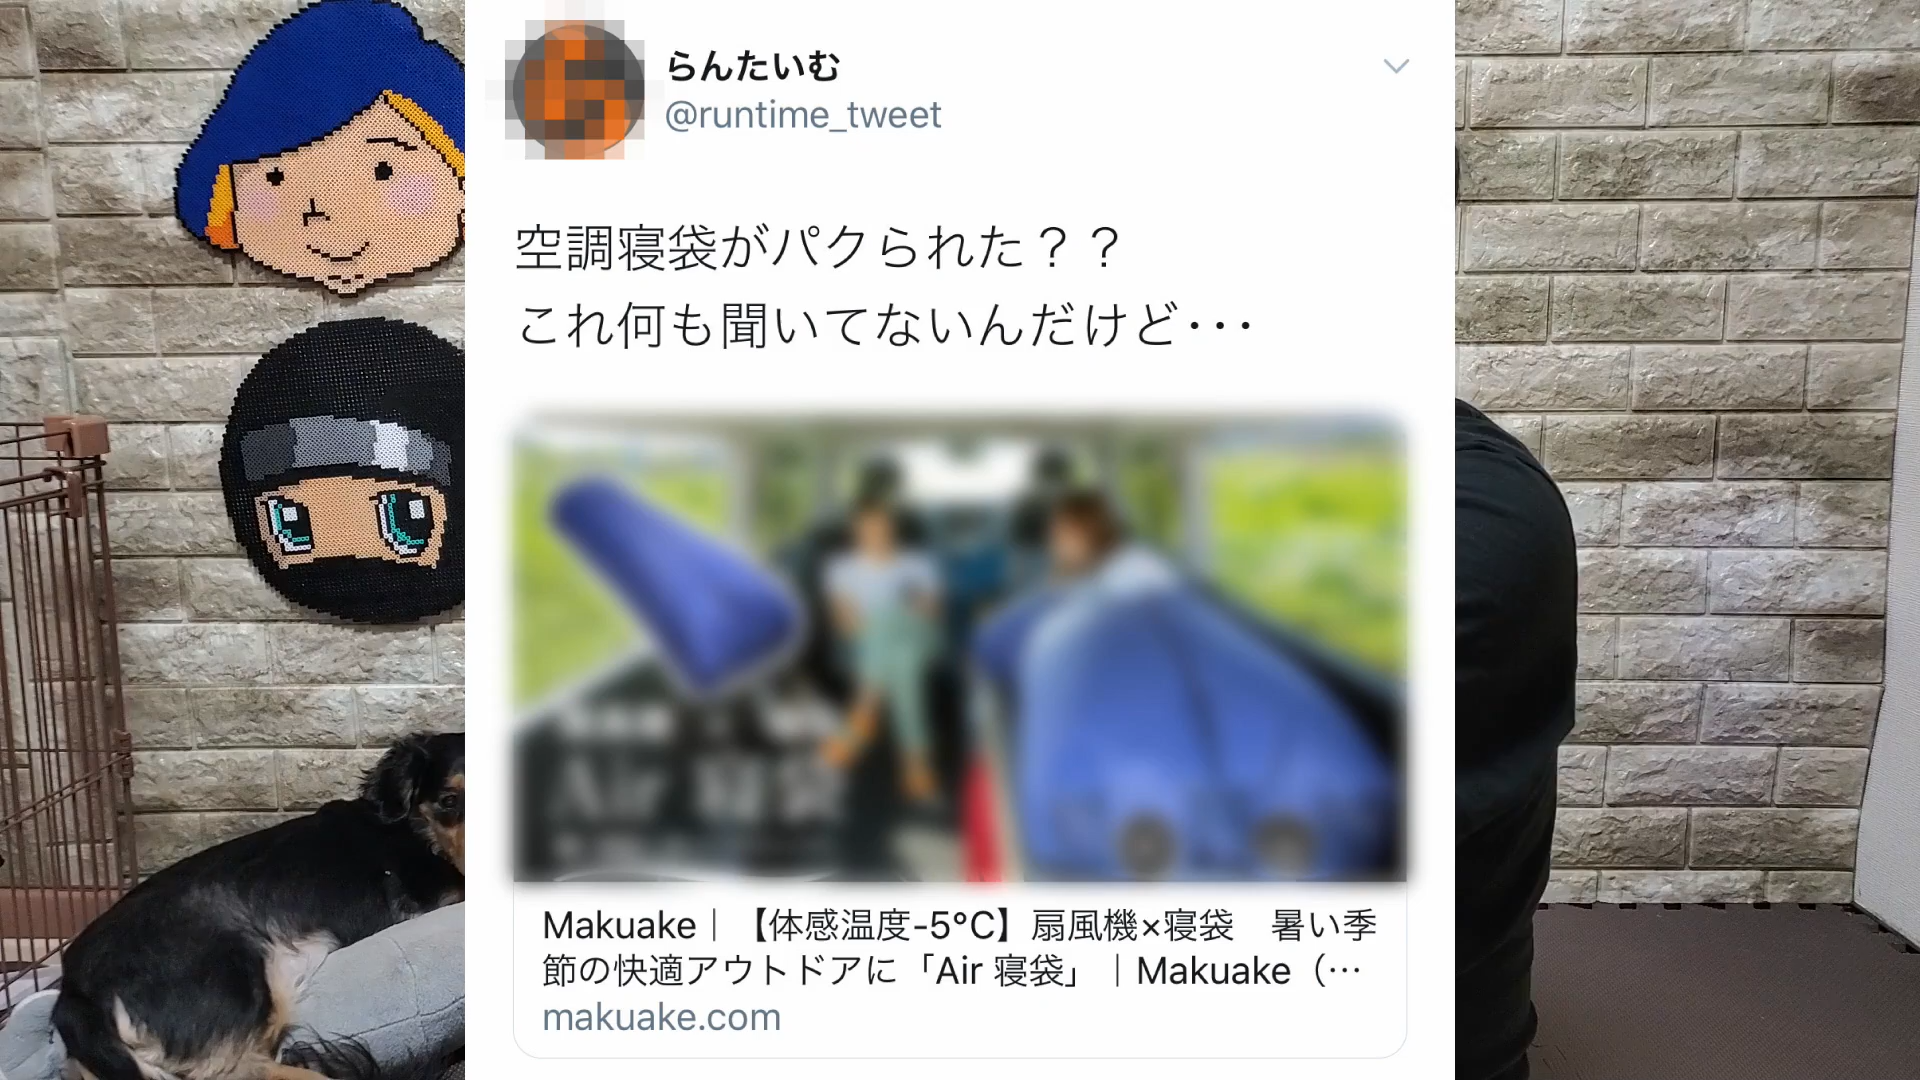 らんたいむ
@runtime_tweet
空調寝袋がパクられた？？
これ何も聞いてないんだけど･･･
Air 寝袋
Makuake｜【体感温度-5°C】扇風機×寝袋　暑い季
節の快適アウトドアに「Air 寝袋」｜Makuake（…
makuake.com